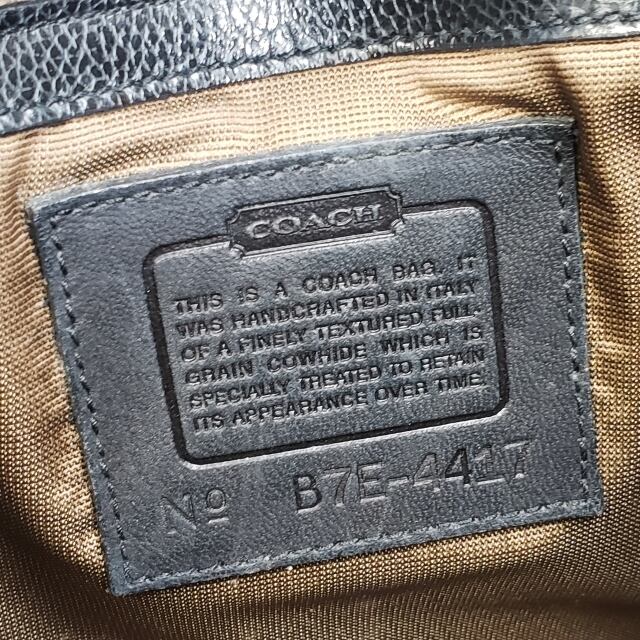 COACH
THIS IS A COACH BAG. IT
WAS HANDCRAFTED IN ITALY
OF A FINELY TEXTURED FULL-
GRAIN COWHIDE WHICH IS
SPECIALLY TREATED TO RETAIN
ITS APPEARANCE OVER TIME.
Nº B7E-4417